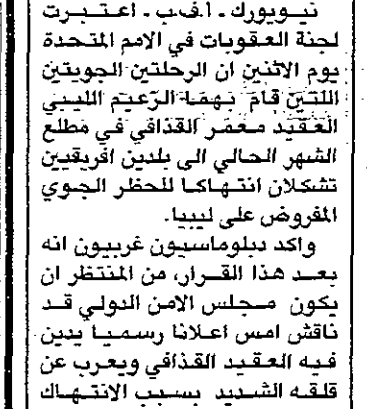 نيويورك - ا.ف.ب - اعتبرت
لجنة العقوبات في الامم المتحدة
يوم الاثنين ان الرحلتين الجويتين
اللتين قام بهما الزعيم الليبي
العقيد معمر القذافي في مطلع
الشهر الحالي الى بلدين افريقيين
تشكلان انتهاكا للحظر الجوي
المفروض على ليبيا.
واكد دبلوماسيون غربيون انه
بعد هذا القرار، من المنتظر ان
يكون مجلس الامن الدولي قد
ناقش امس اعلانا رسميا يدين
فيه العقيد القذافي ويعرب عن
قلقه الشديد بسبب الانتهاك